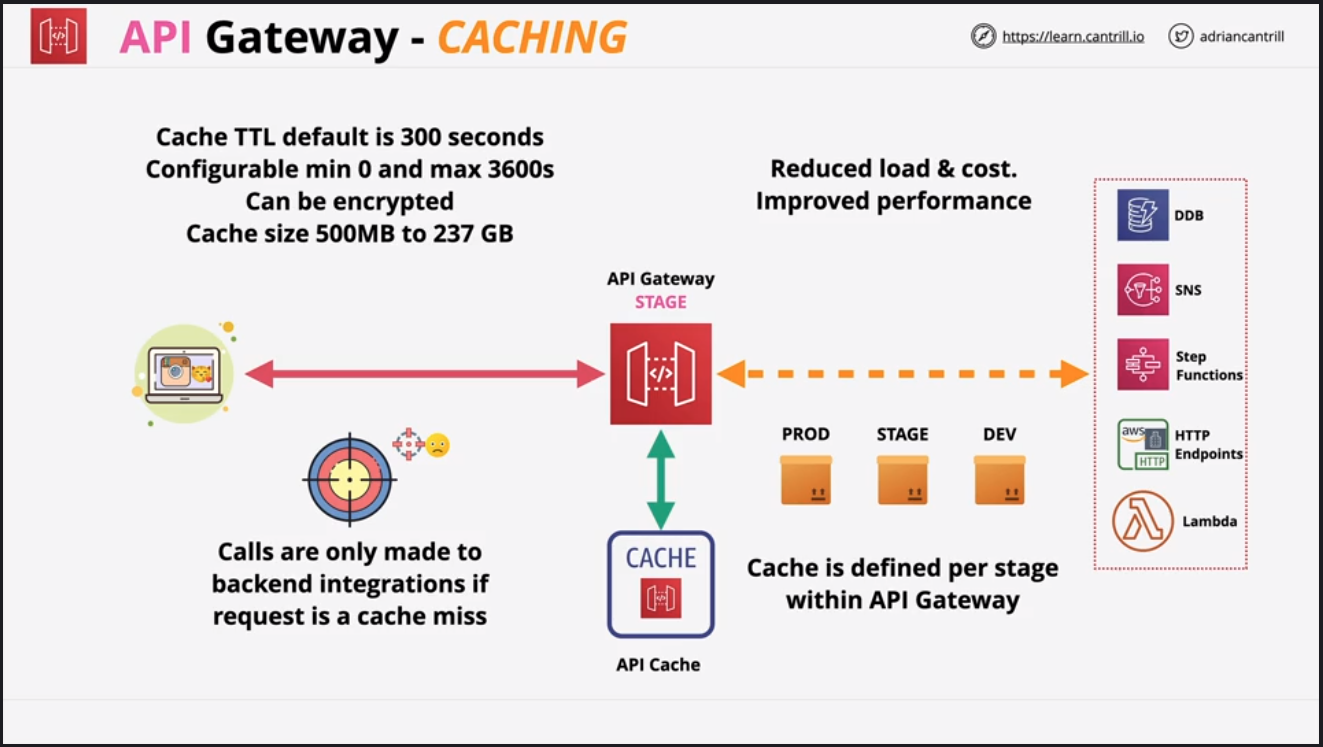 API Gateway - CACHING
https://learn.cantrill.io
adriancantrill
Cache TTL default is 300 seconds
Configurable min 0 and max 3600s
Can be encrypted
Cache size 500MB to 237 GB
Reduced load & cost.
Improved performance
API Gateway
STAGE
DDB
SNS
Step
Functions
aws
HTTP
HTTP
Endpoints
Lambda
PROD
STAGE
DEV
Calls are only made to
backend integrations if
request is a cache miss
CACHE
API Cache
Cache is defined per stage
within API Gateway